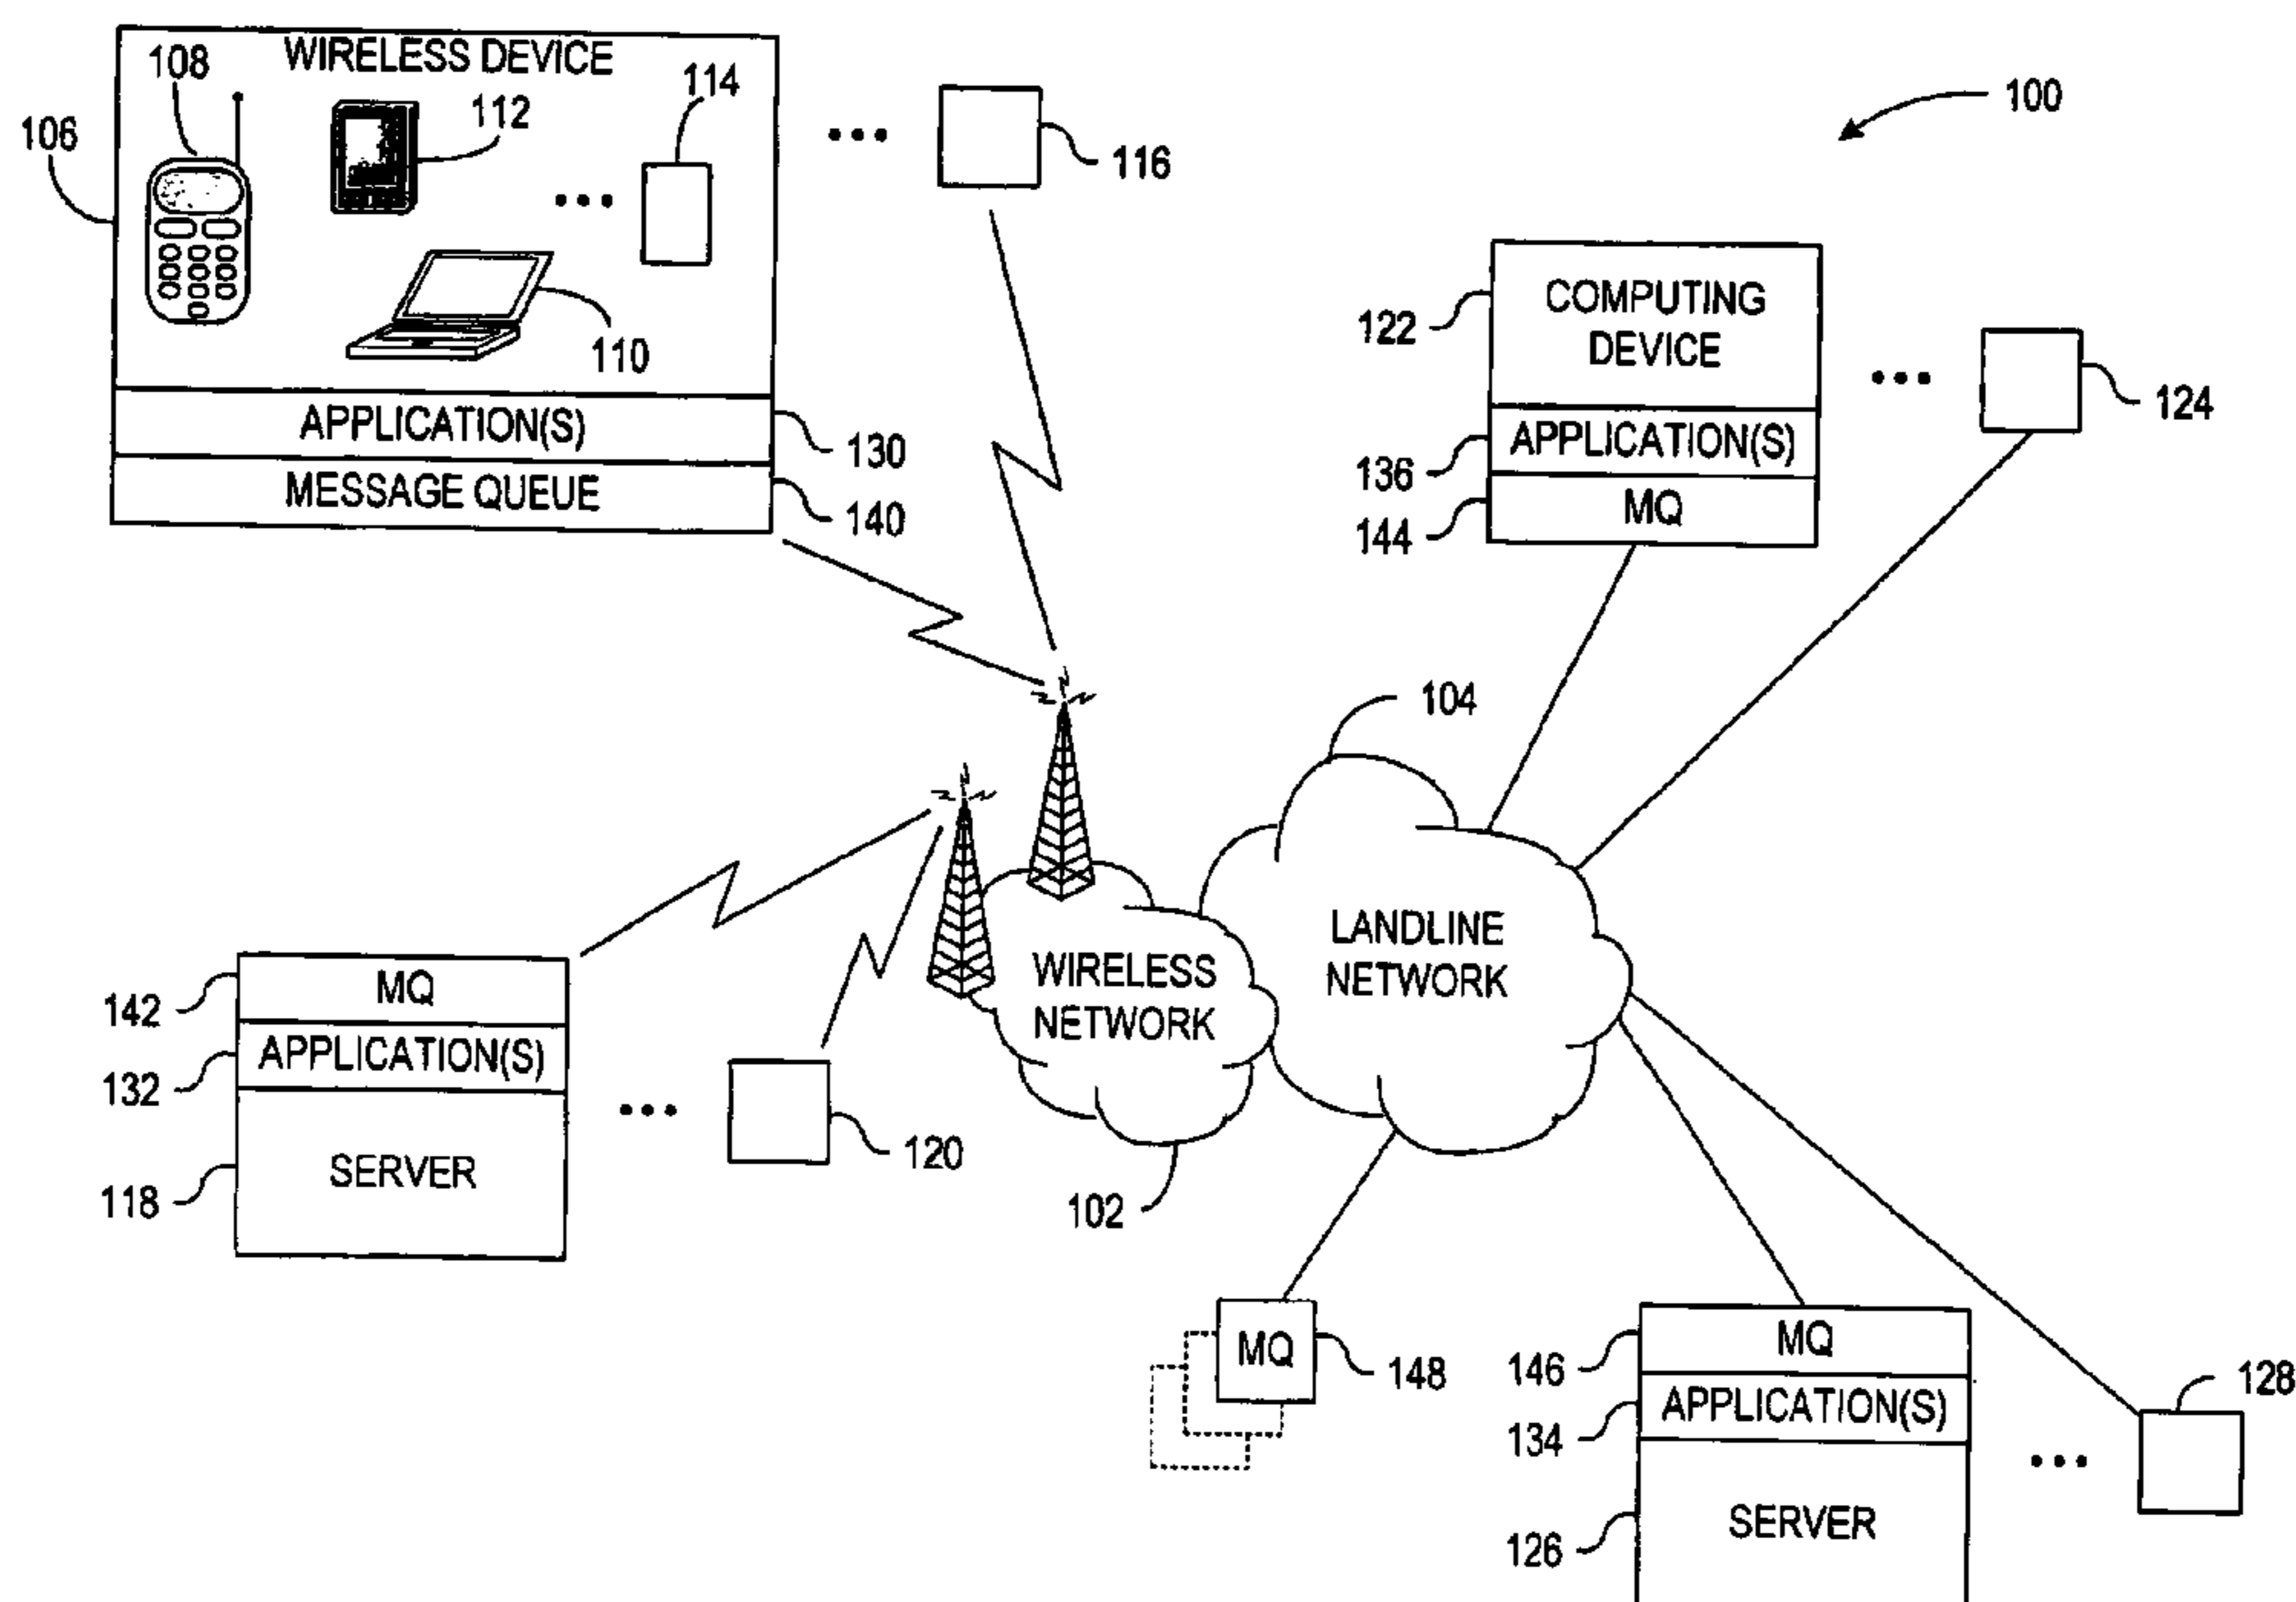 WIRELESS DEVICE
108
112
114
106
110
116
100
APPLICATION(S)
130
MESSAGE QUEUE
140
COMPUTING
DEVICE
122
124
APPLICATION(S)
136
MQ
144
104
LANDLINE
NETWORK
WIRELESS
NETWORK
102
MQ
142
APPLICATION(S)
132
SERVER
118
120
MQ
148
MQ
146
APPLICATION(S)
134
SERVER
126
128